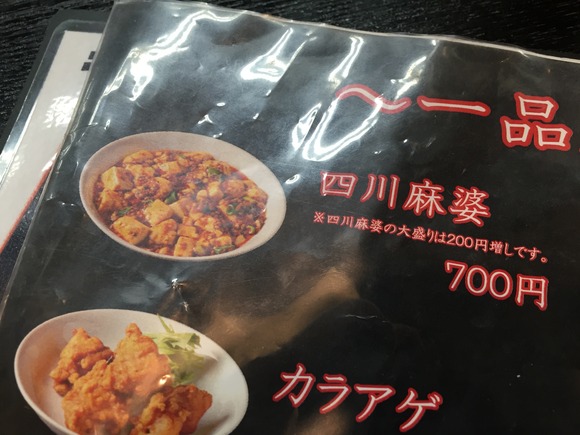 ～一品
四川麻婆
※四川麻婆の大盛りは200円増しです。
700円
カラアゲ